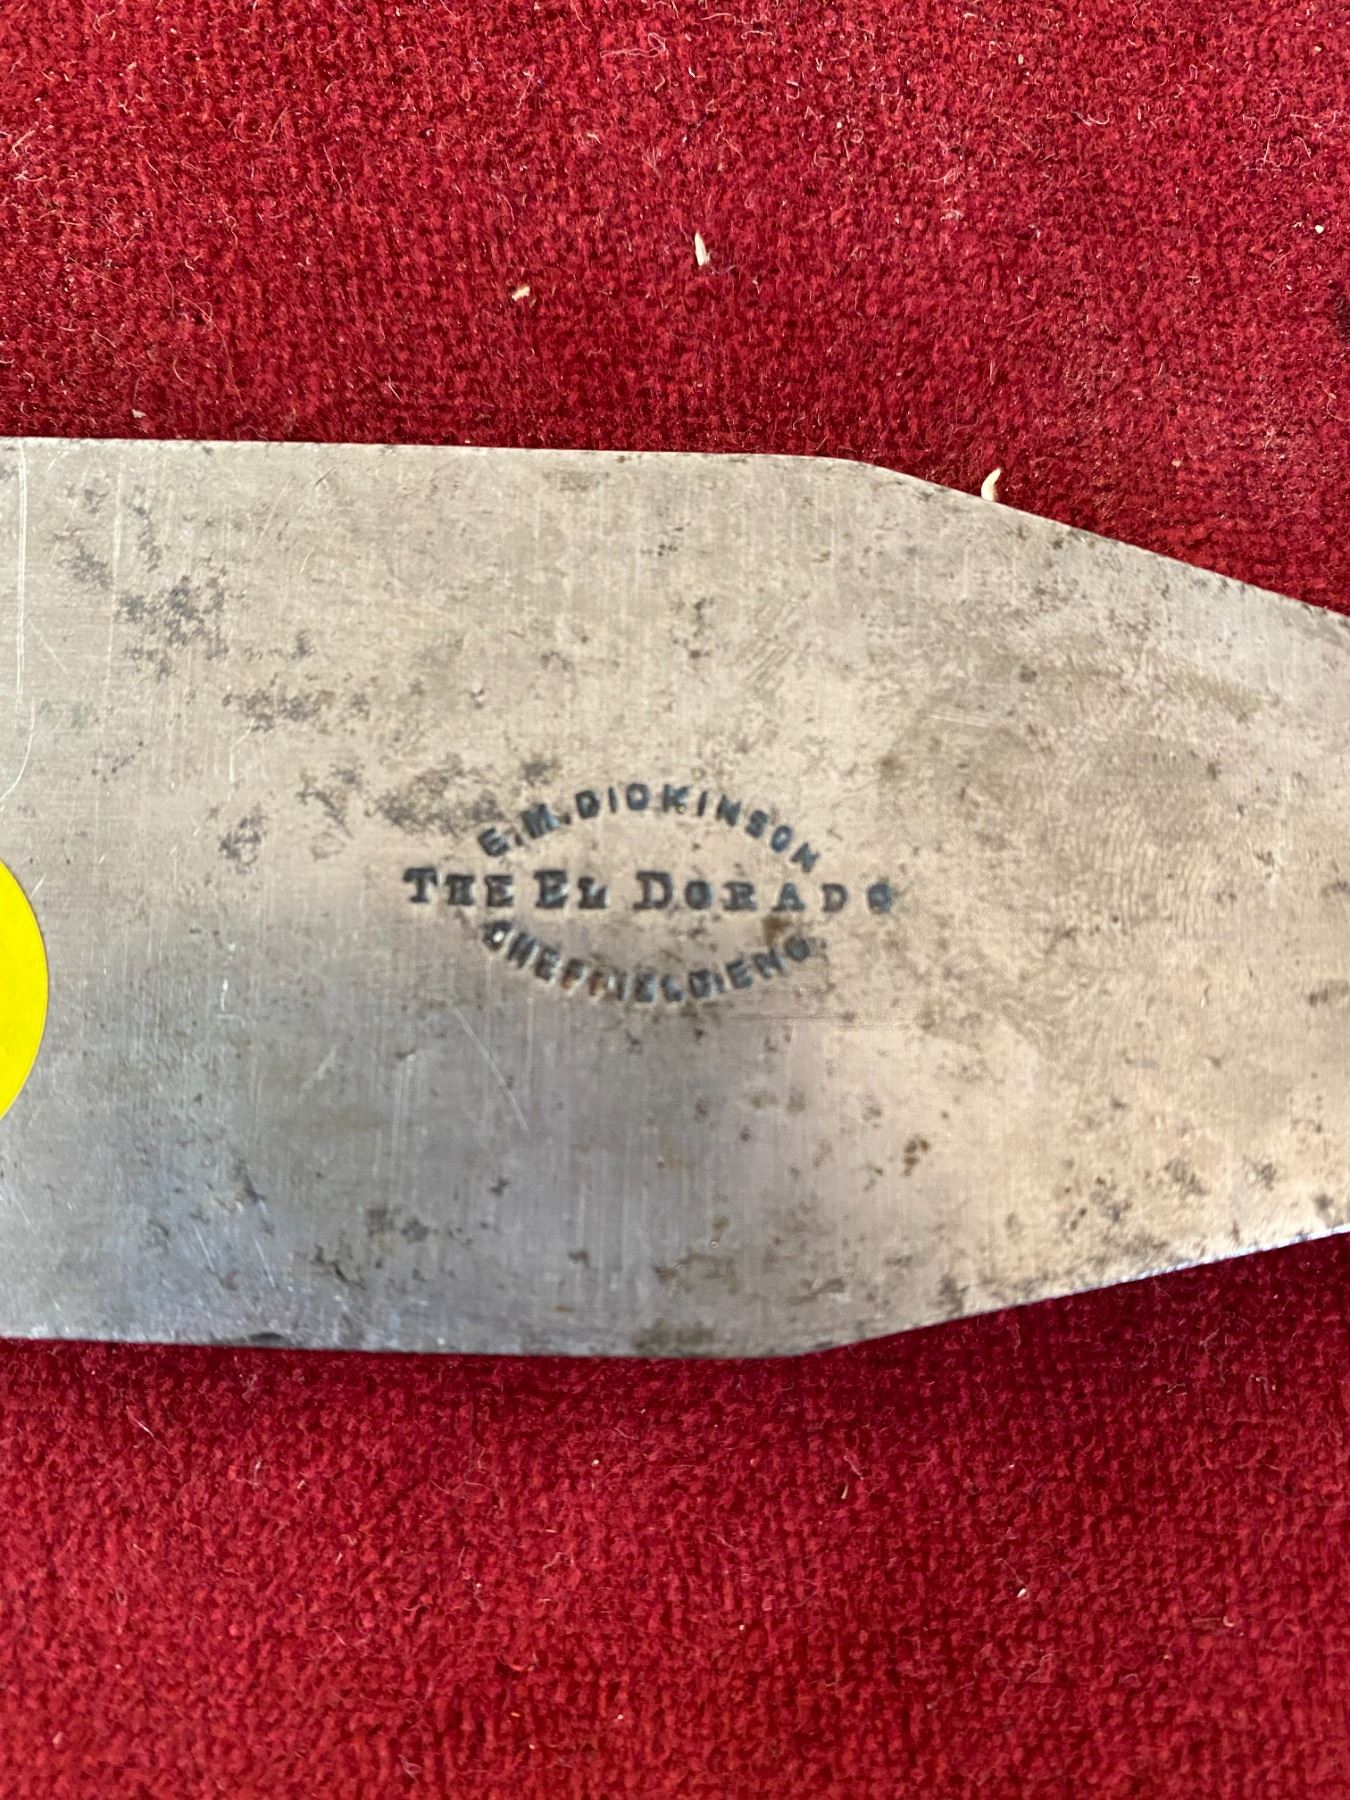 E.M. DICKINSON
THE EL DORADO
SHEFFIELD.ENG.